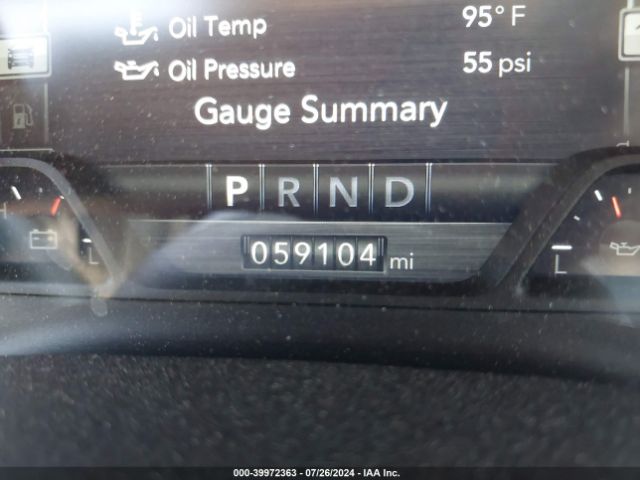 Oil Temp 95° F
Oil Pressure 55 psi
Gauge Summary
P R N D
059104 mi
L
L
000-39972363 - 07/26/2024 - IAA Inc.